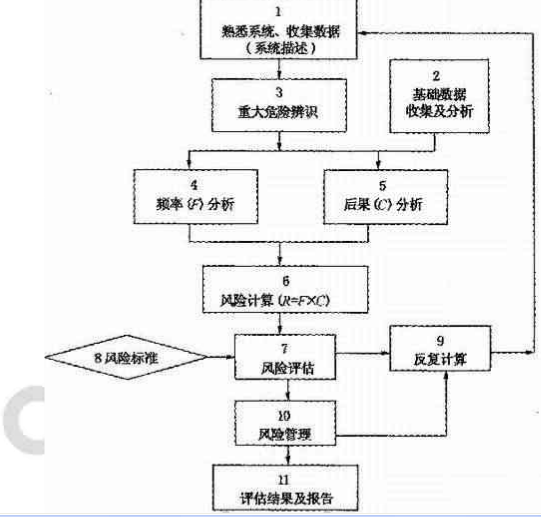 1
熟悉系统、收集数据
（系统描述）
3
重大危险辨识
2
基础数据
收集及分析
4
频率(F)分析
5
后果(C)分析
6
风险计算(R=F×C)
8风险标准
7
风险评估
9
反复计算
10
风险管理
11
评估结果及报告